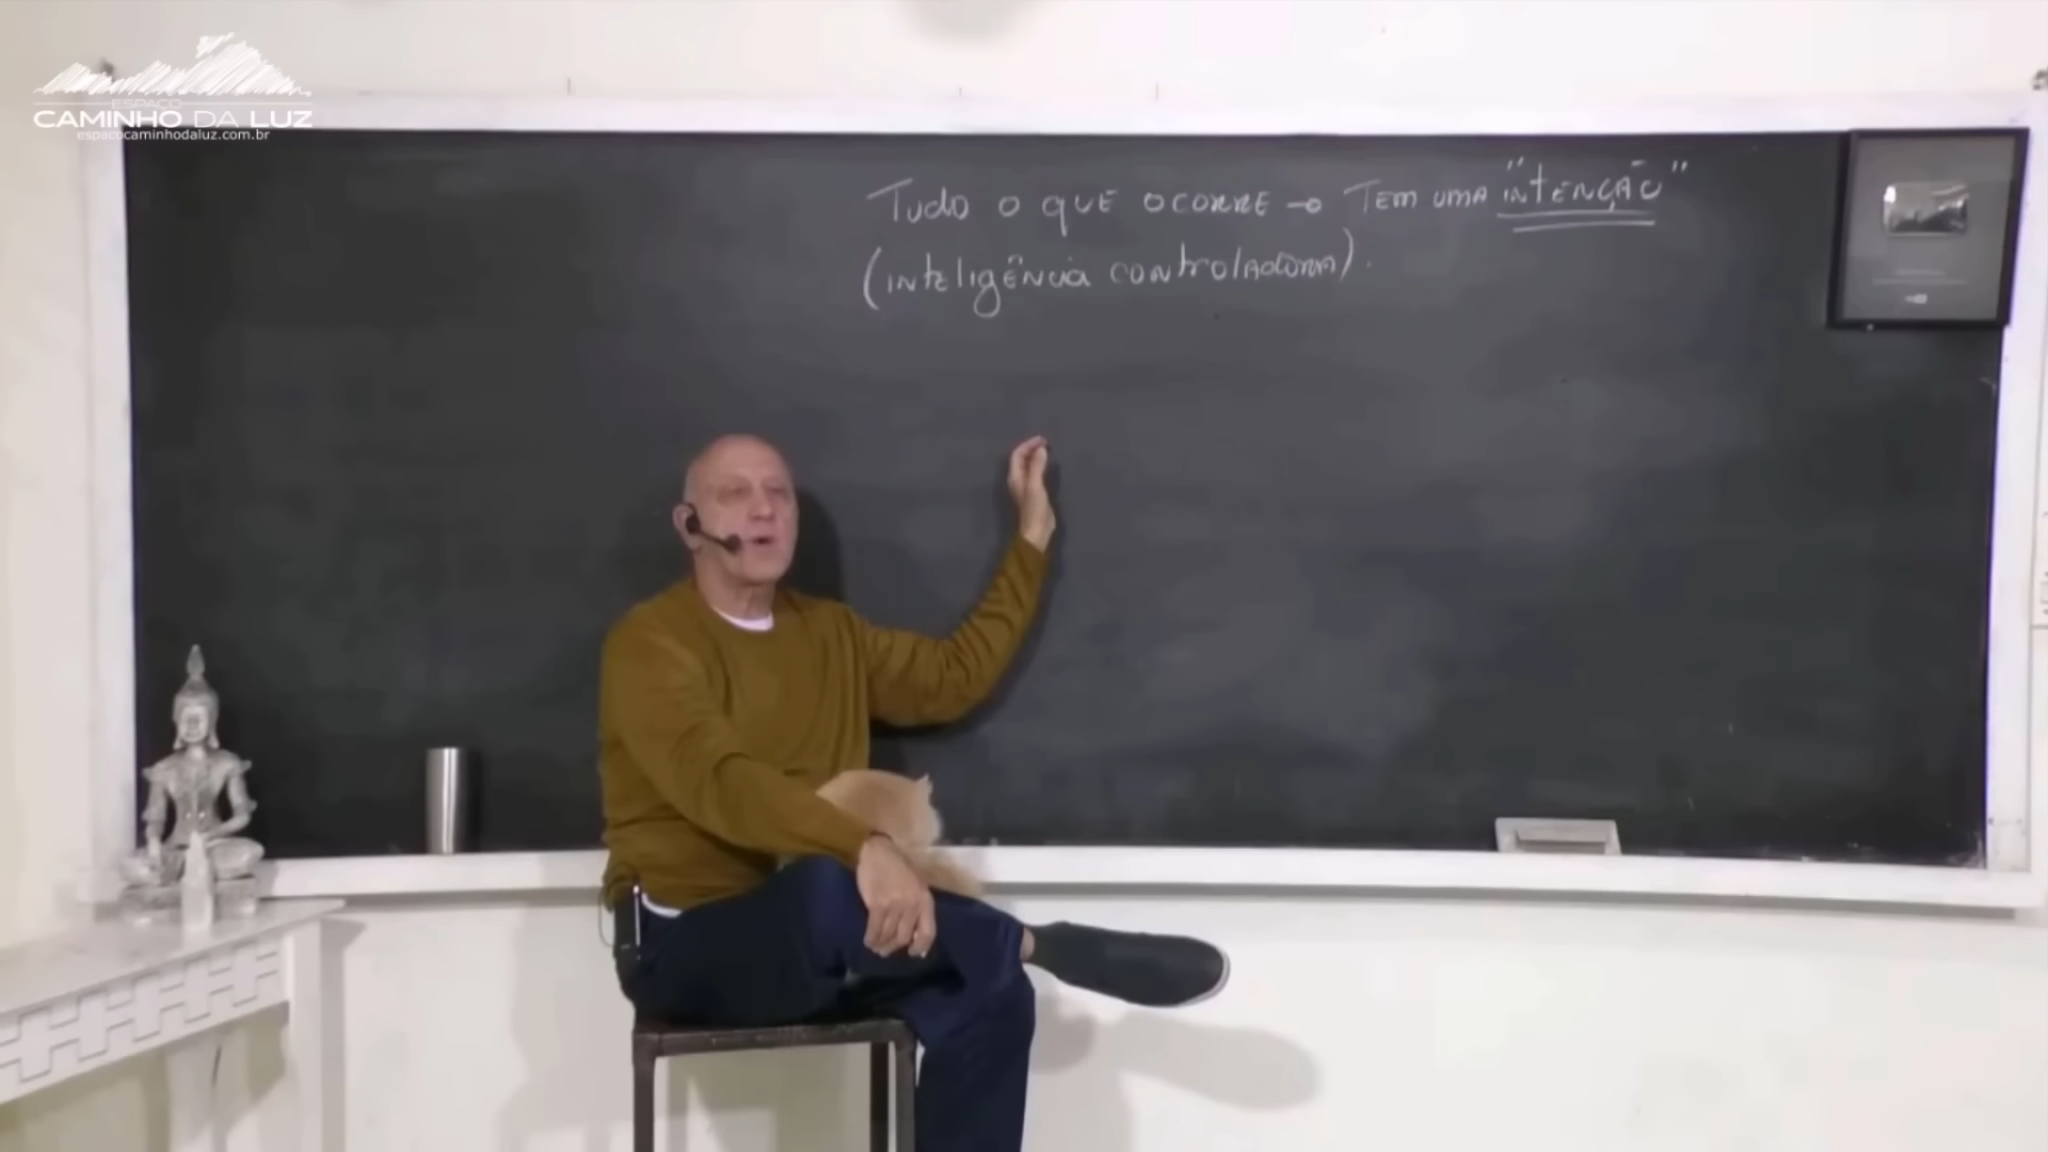 ESPAÇO
CAMINHO DA LUZ
espacocaminhodaluz.com.br
Tudo o que ocorre → Tem uma "intenção"
(inteligência controladora).